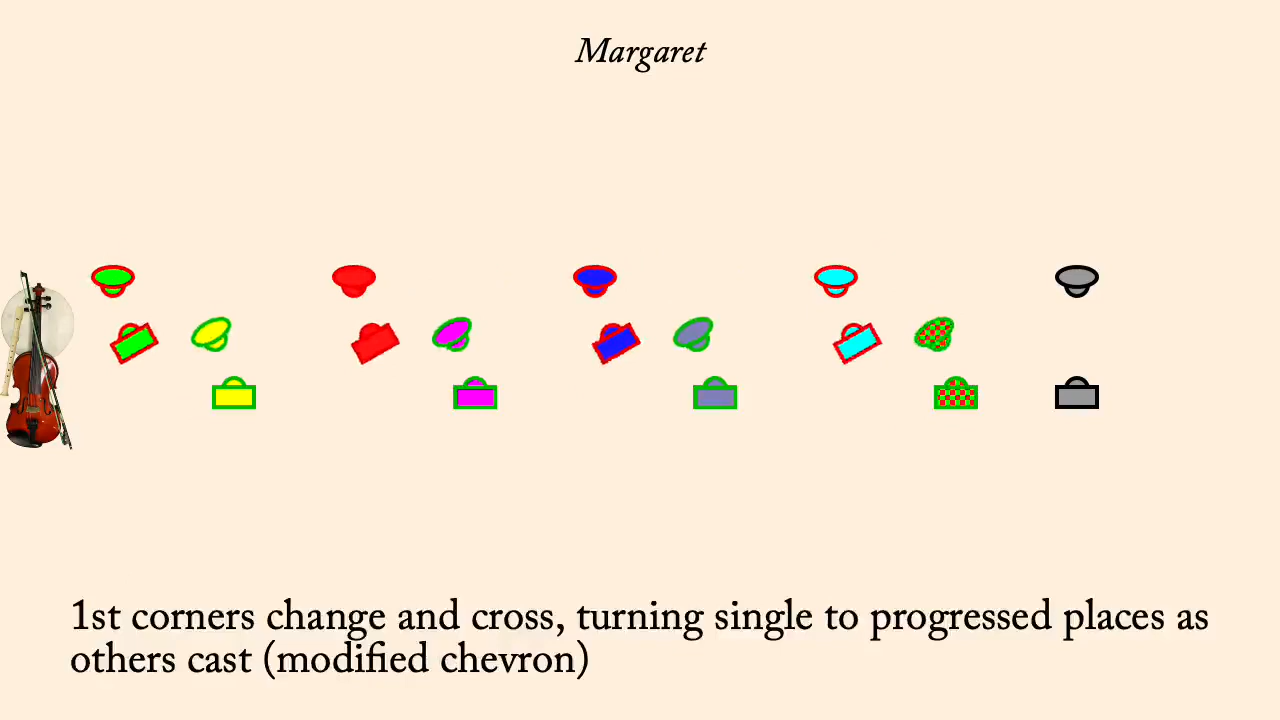 Margaret
1st corners change and cross, turning single to progressed places as
others cast (modified chevron)